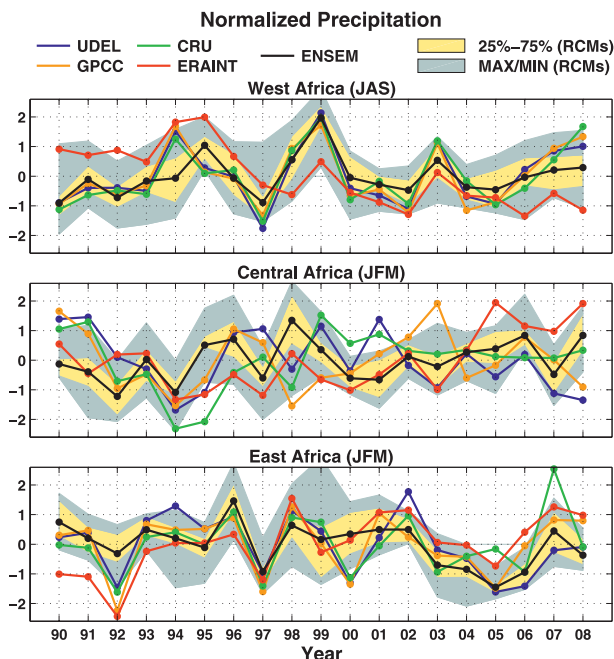 Normalized Precipitation
UDEL CRU ENSEM 25%–75% (RCMs)
GPCC ERAINT MAX/MIN (RCMs)
West Africa (JAS)
2
1
0
−1
−2
Central Africa (JFM)
2
1
0
−1
−2
East Africa (JFM)
2
1
0
−1
−2
90 91 92 93 94 95 96 97 98 99 00 01 02 03 04 05 06 07 08
Year